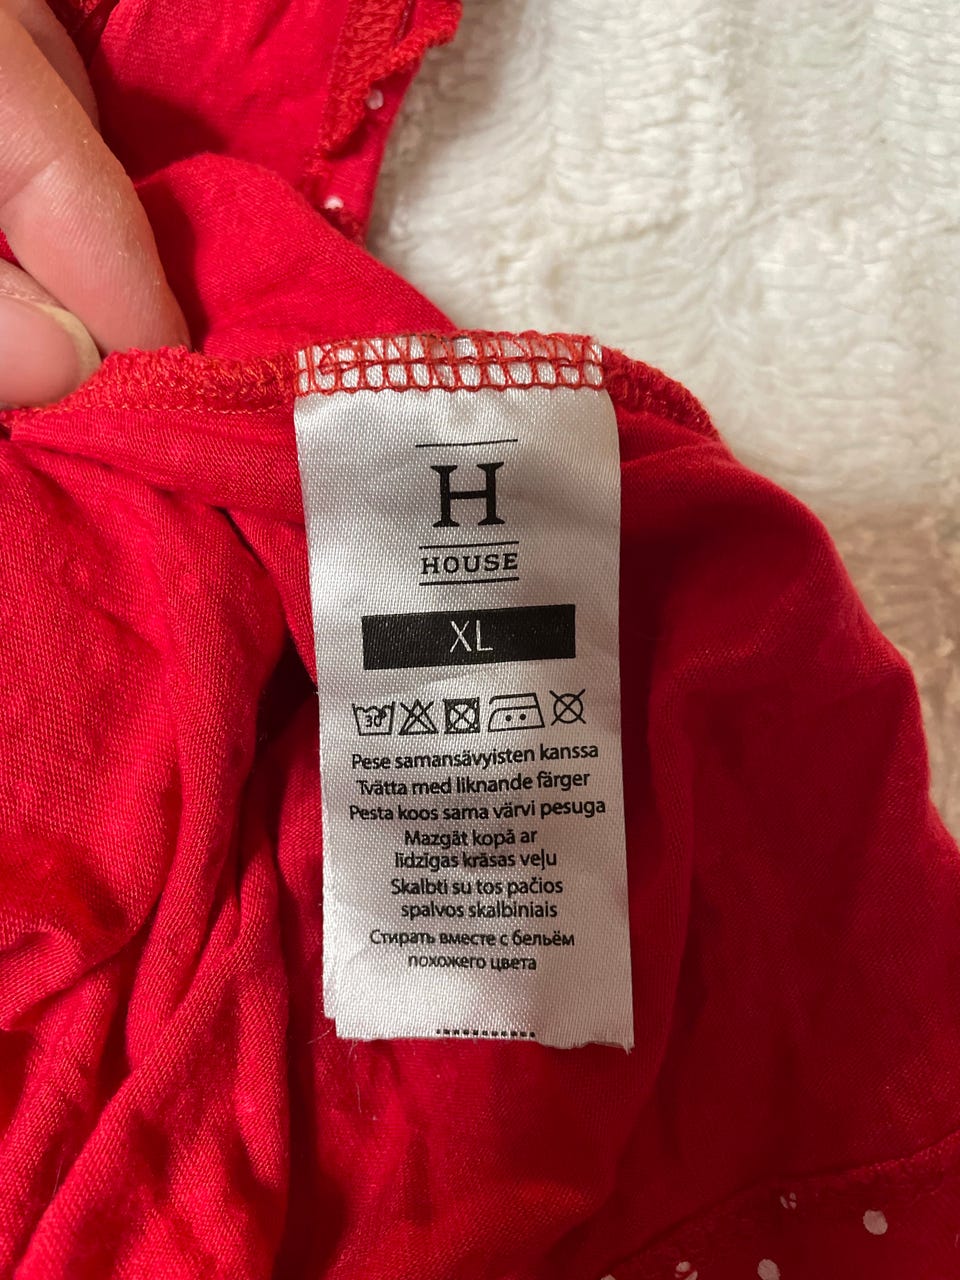 H
HOUSE
XL
30
Pese samansävyisten kanssa
Tvätta med liknande färger
Pesta koos sama värvi pesuga
Mazgāt kopā ar
līdzīgas krāsas veļu
Skalbti su tos pačios
spalvos skalbiniais
Стирать вместе с бельём
похожего цвета